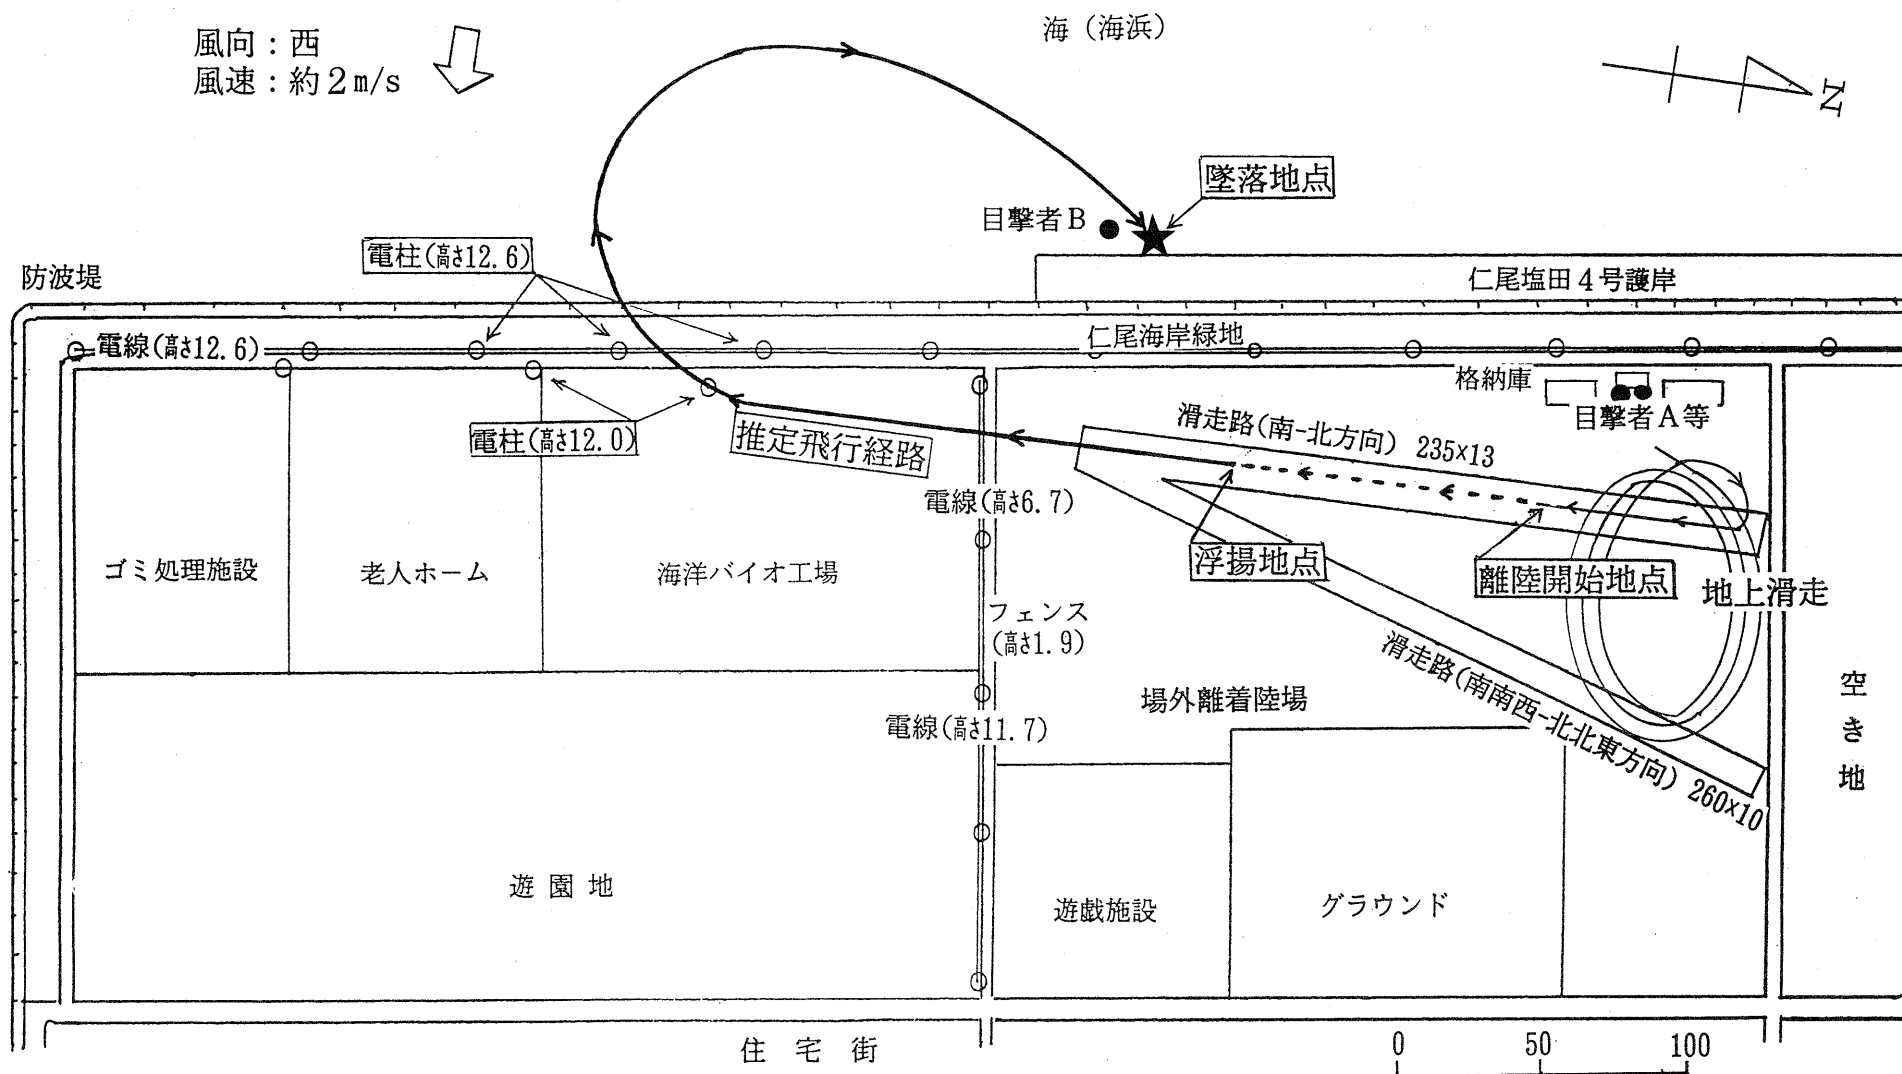 海（海浜）
風向：西
風速：約2m/s
N
墜落地点
目撃者B
電柱(高さ12.6)
防波堤
仁尾塩田4号護岸
電線(高さ12.6)
仁尾海岸緑地
格納庫
目撃者A等
滑走路(南-北方向) 235×13
電柱(高さ12.0)
推定飛行経路
電線(高さ6.7)
浮揚地点
離陸開始地点
地上滑走
ゴミ処理施設
老人ホーム
海洋バイオ工場
フェンス
(高さ1.9)
滑走路(南南西-北北東方向) 260×10
場外離着陸場
電線(高さ11.7)
空き地
遊園地
遊戯施設
グラウンド
住宅街
0 50 100